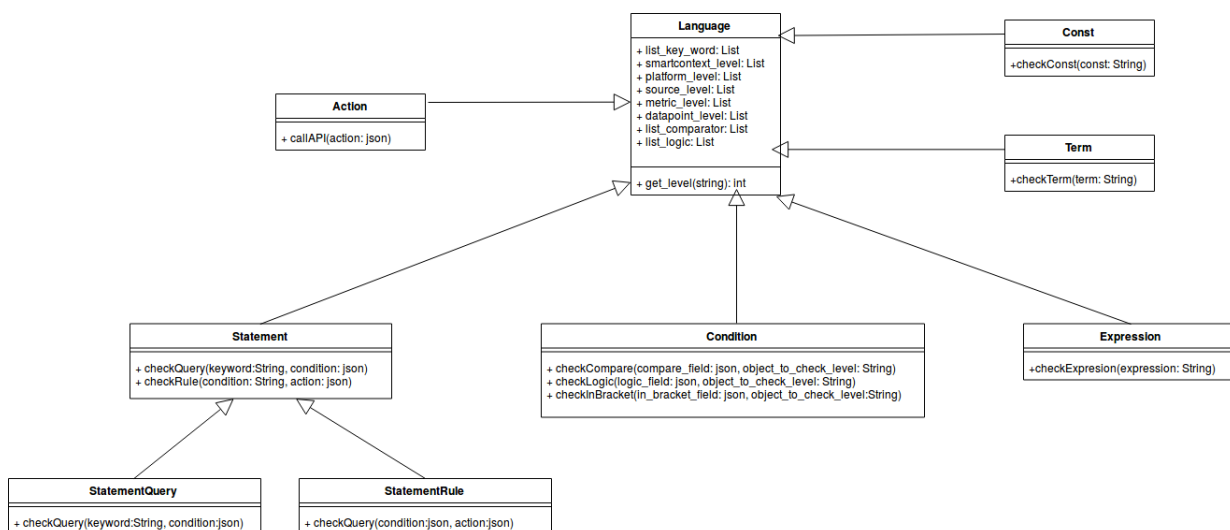 Language
+ list_key_word: List
+ smartcontext_level: List
+ platform_level: List
+ source_level: List
+ metric_level: List
+ datapoint_level: List
+ list_comparator: List
+ list_logic: List
+ get_level(string): int
Const
+checkConst(const: String)
Action
+ callAPI(action: json)
Term
+checkTerm(term: String)
Statement
+ checkQuery(keyword:String, condition: json)
+ checkRule(condition: String, action: json)
Condition
+ checkCompare(compare_field: json, object_to_check_level: String)
+ checkLogic(logic_field: json, object_to_check_level: String)
+ checkInBracket(in_bracket_field: json, object_to_check_level:String)
Expression
+checkExpresion(expression: String)
StatementQuery
+ checkQuery(keyword:String, condition:json)
StatementRule
+ checkQuery(condition:json, action:json)